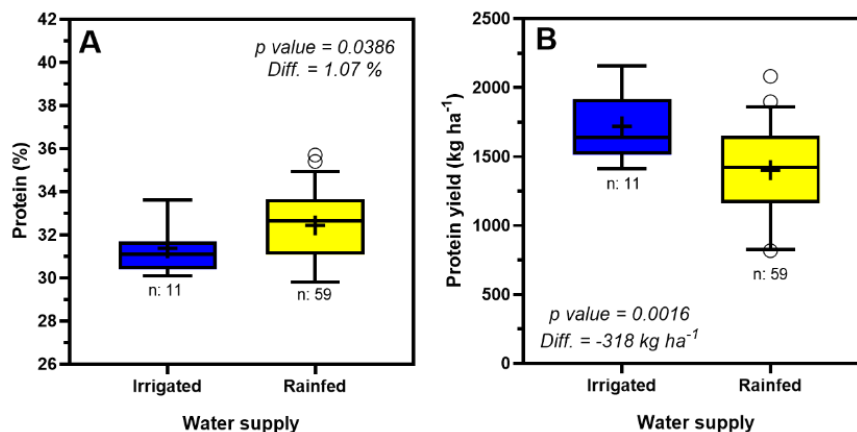 A
p value = 0.0386
Diff. = 1.07 %
Protein (%)
42
40
38
36
34
32
30
28
26
n: 11
n: 59
Irrigated
Rainfed
Water supply
B
Protein yield (kg ha⁻¹)
2500
2000
1500
1000
500
0
n: 11
n: 59
p value = 0.0016
Diff. = -318 kg ha⁻¹
Irrigated
Rainfed
Water supply